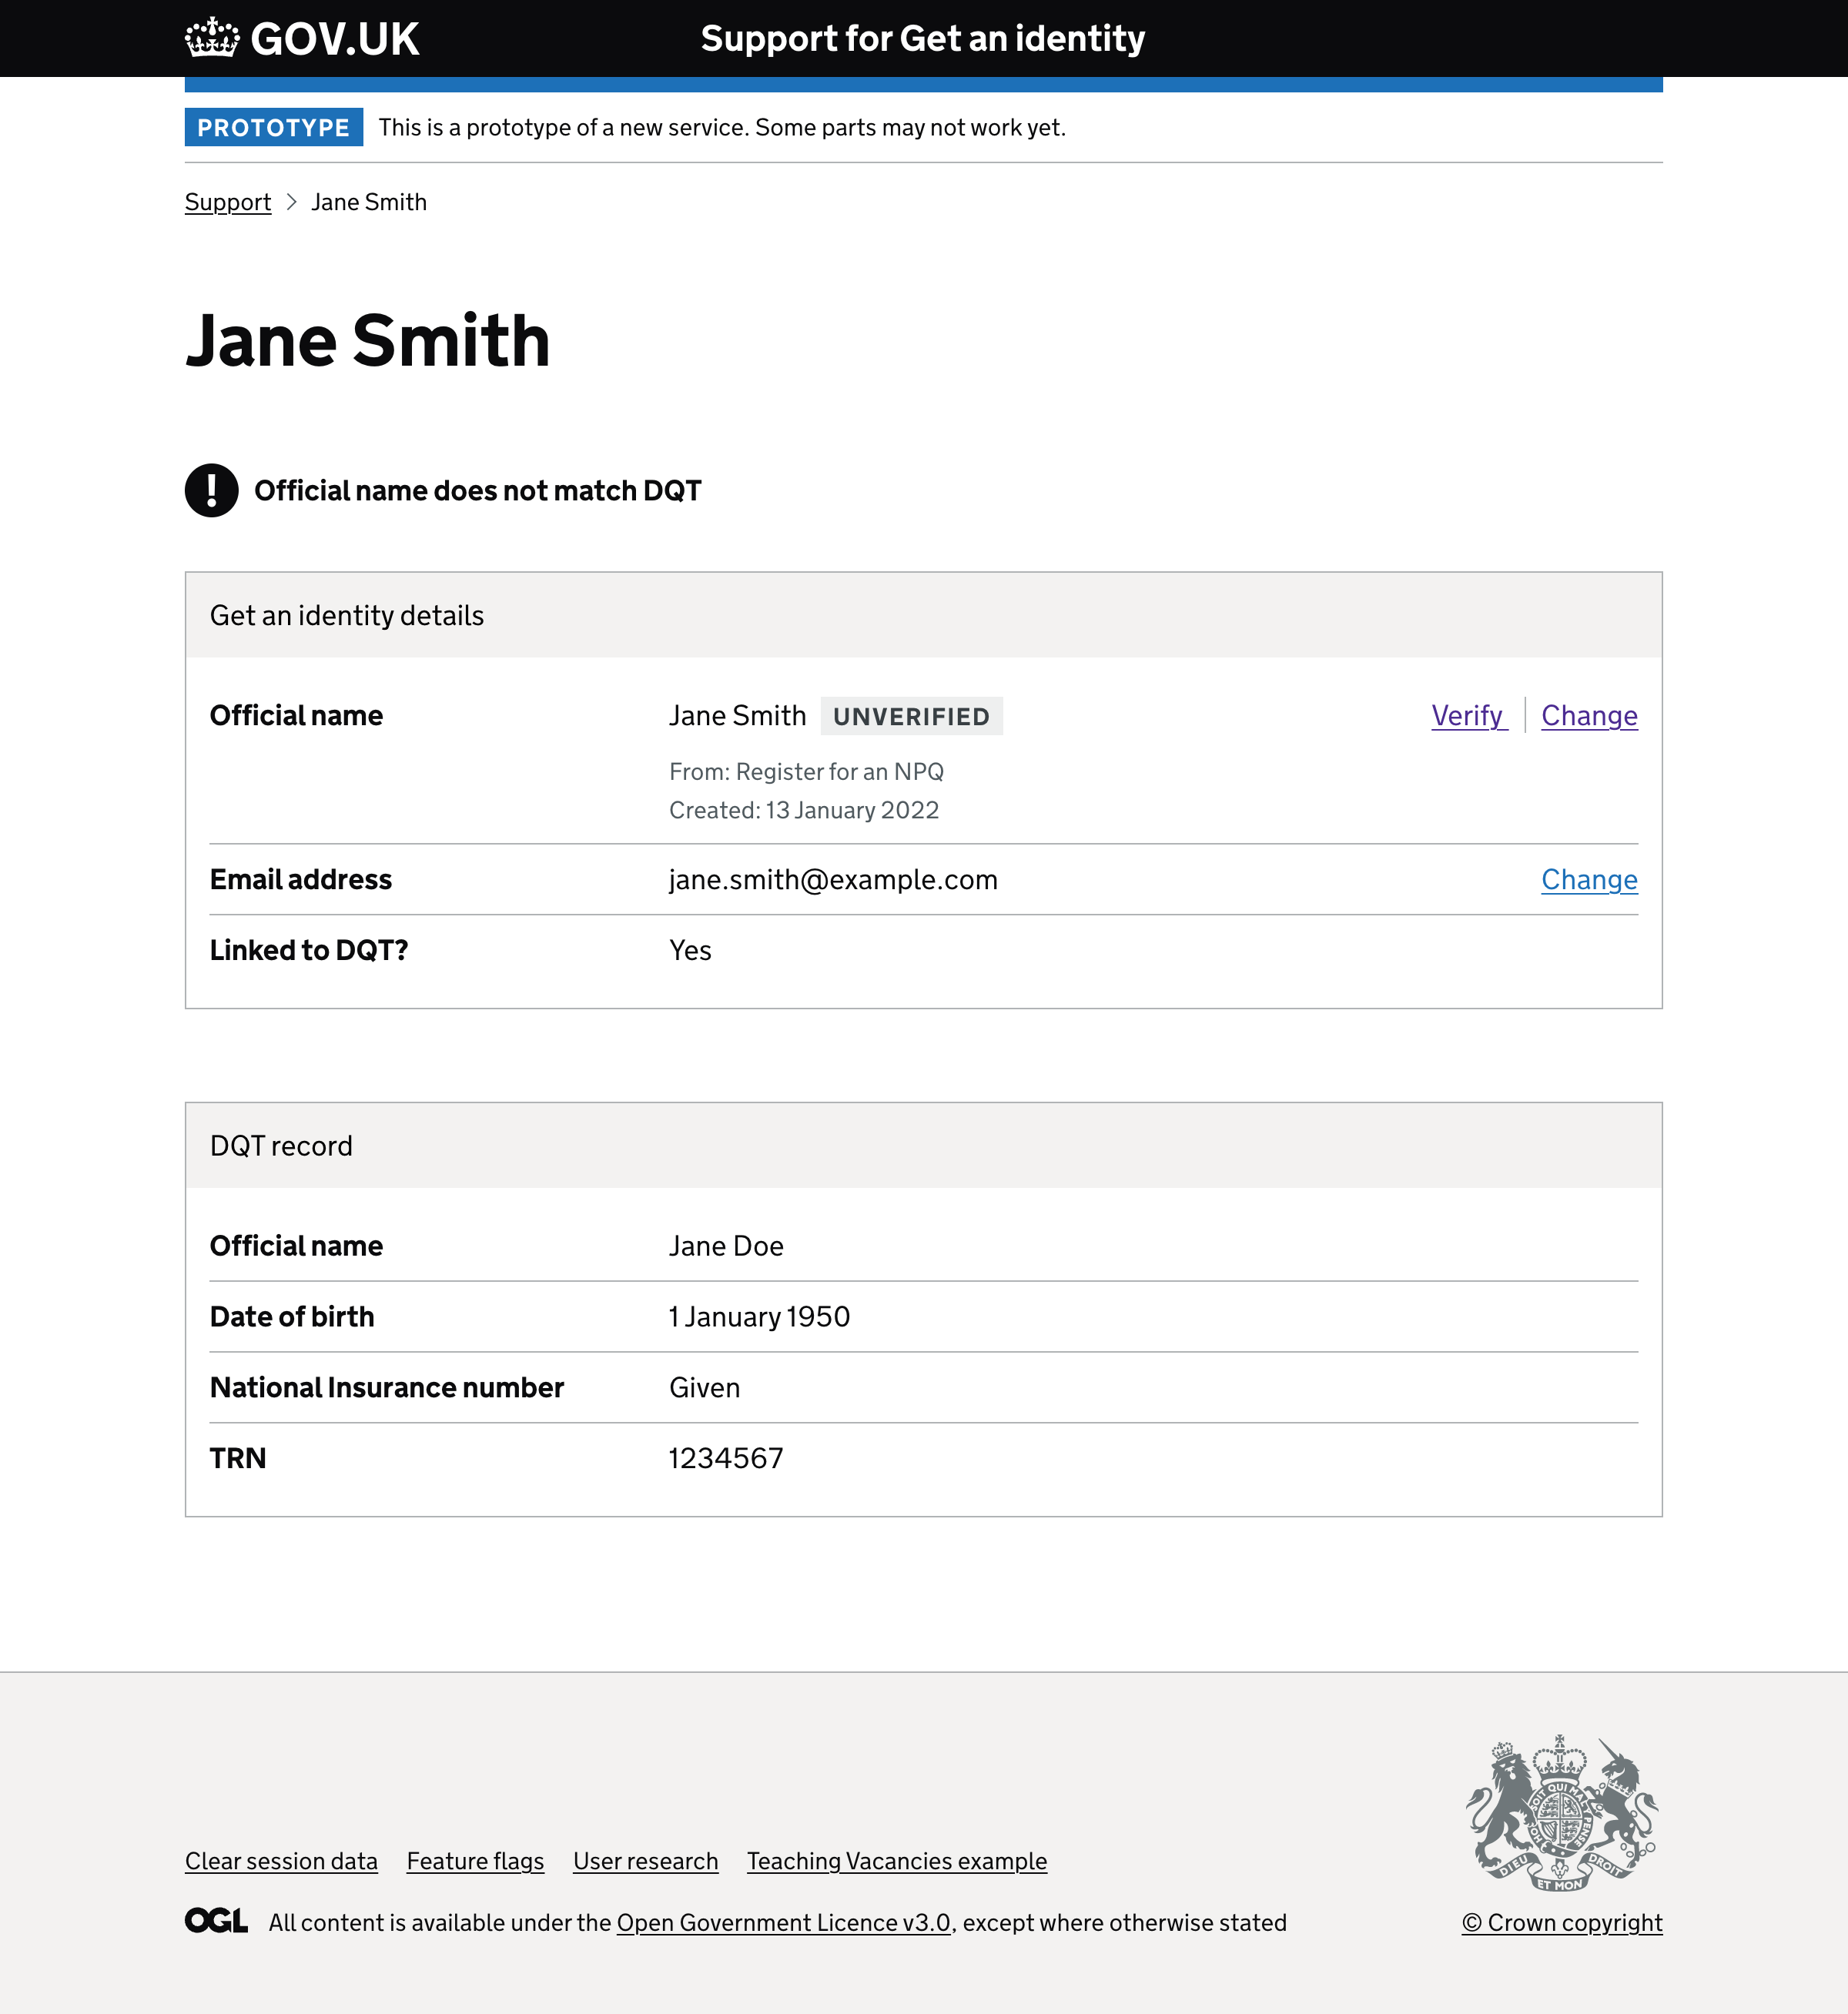 GOV.UK Support for Get an identity
PROTOTYPE This is a prototype of a new service. Some parts may not work yet.
Support > Jane Smith
Jane Smith
! Official name does not match DQT
Get an identity details
Official name Jane Smith UNVERIFIED Verify Change
From: Register for an NPQ
Created: 13 January 2022
Email address jane.smith@example.com Change
Linked to DQT? Yes
DQT record
Official name Jane Doe
Date of birth 1 January 1950
National Insurance number Given
TRN 1234567
DIEU ET MON DROIT
Clear session data Feature flags User research Teaching Vacancies example
OGL All content is available under the Open Government Licence v3.0, except where otherwise stated © Crown copyright